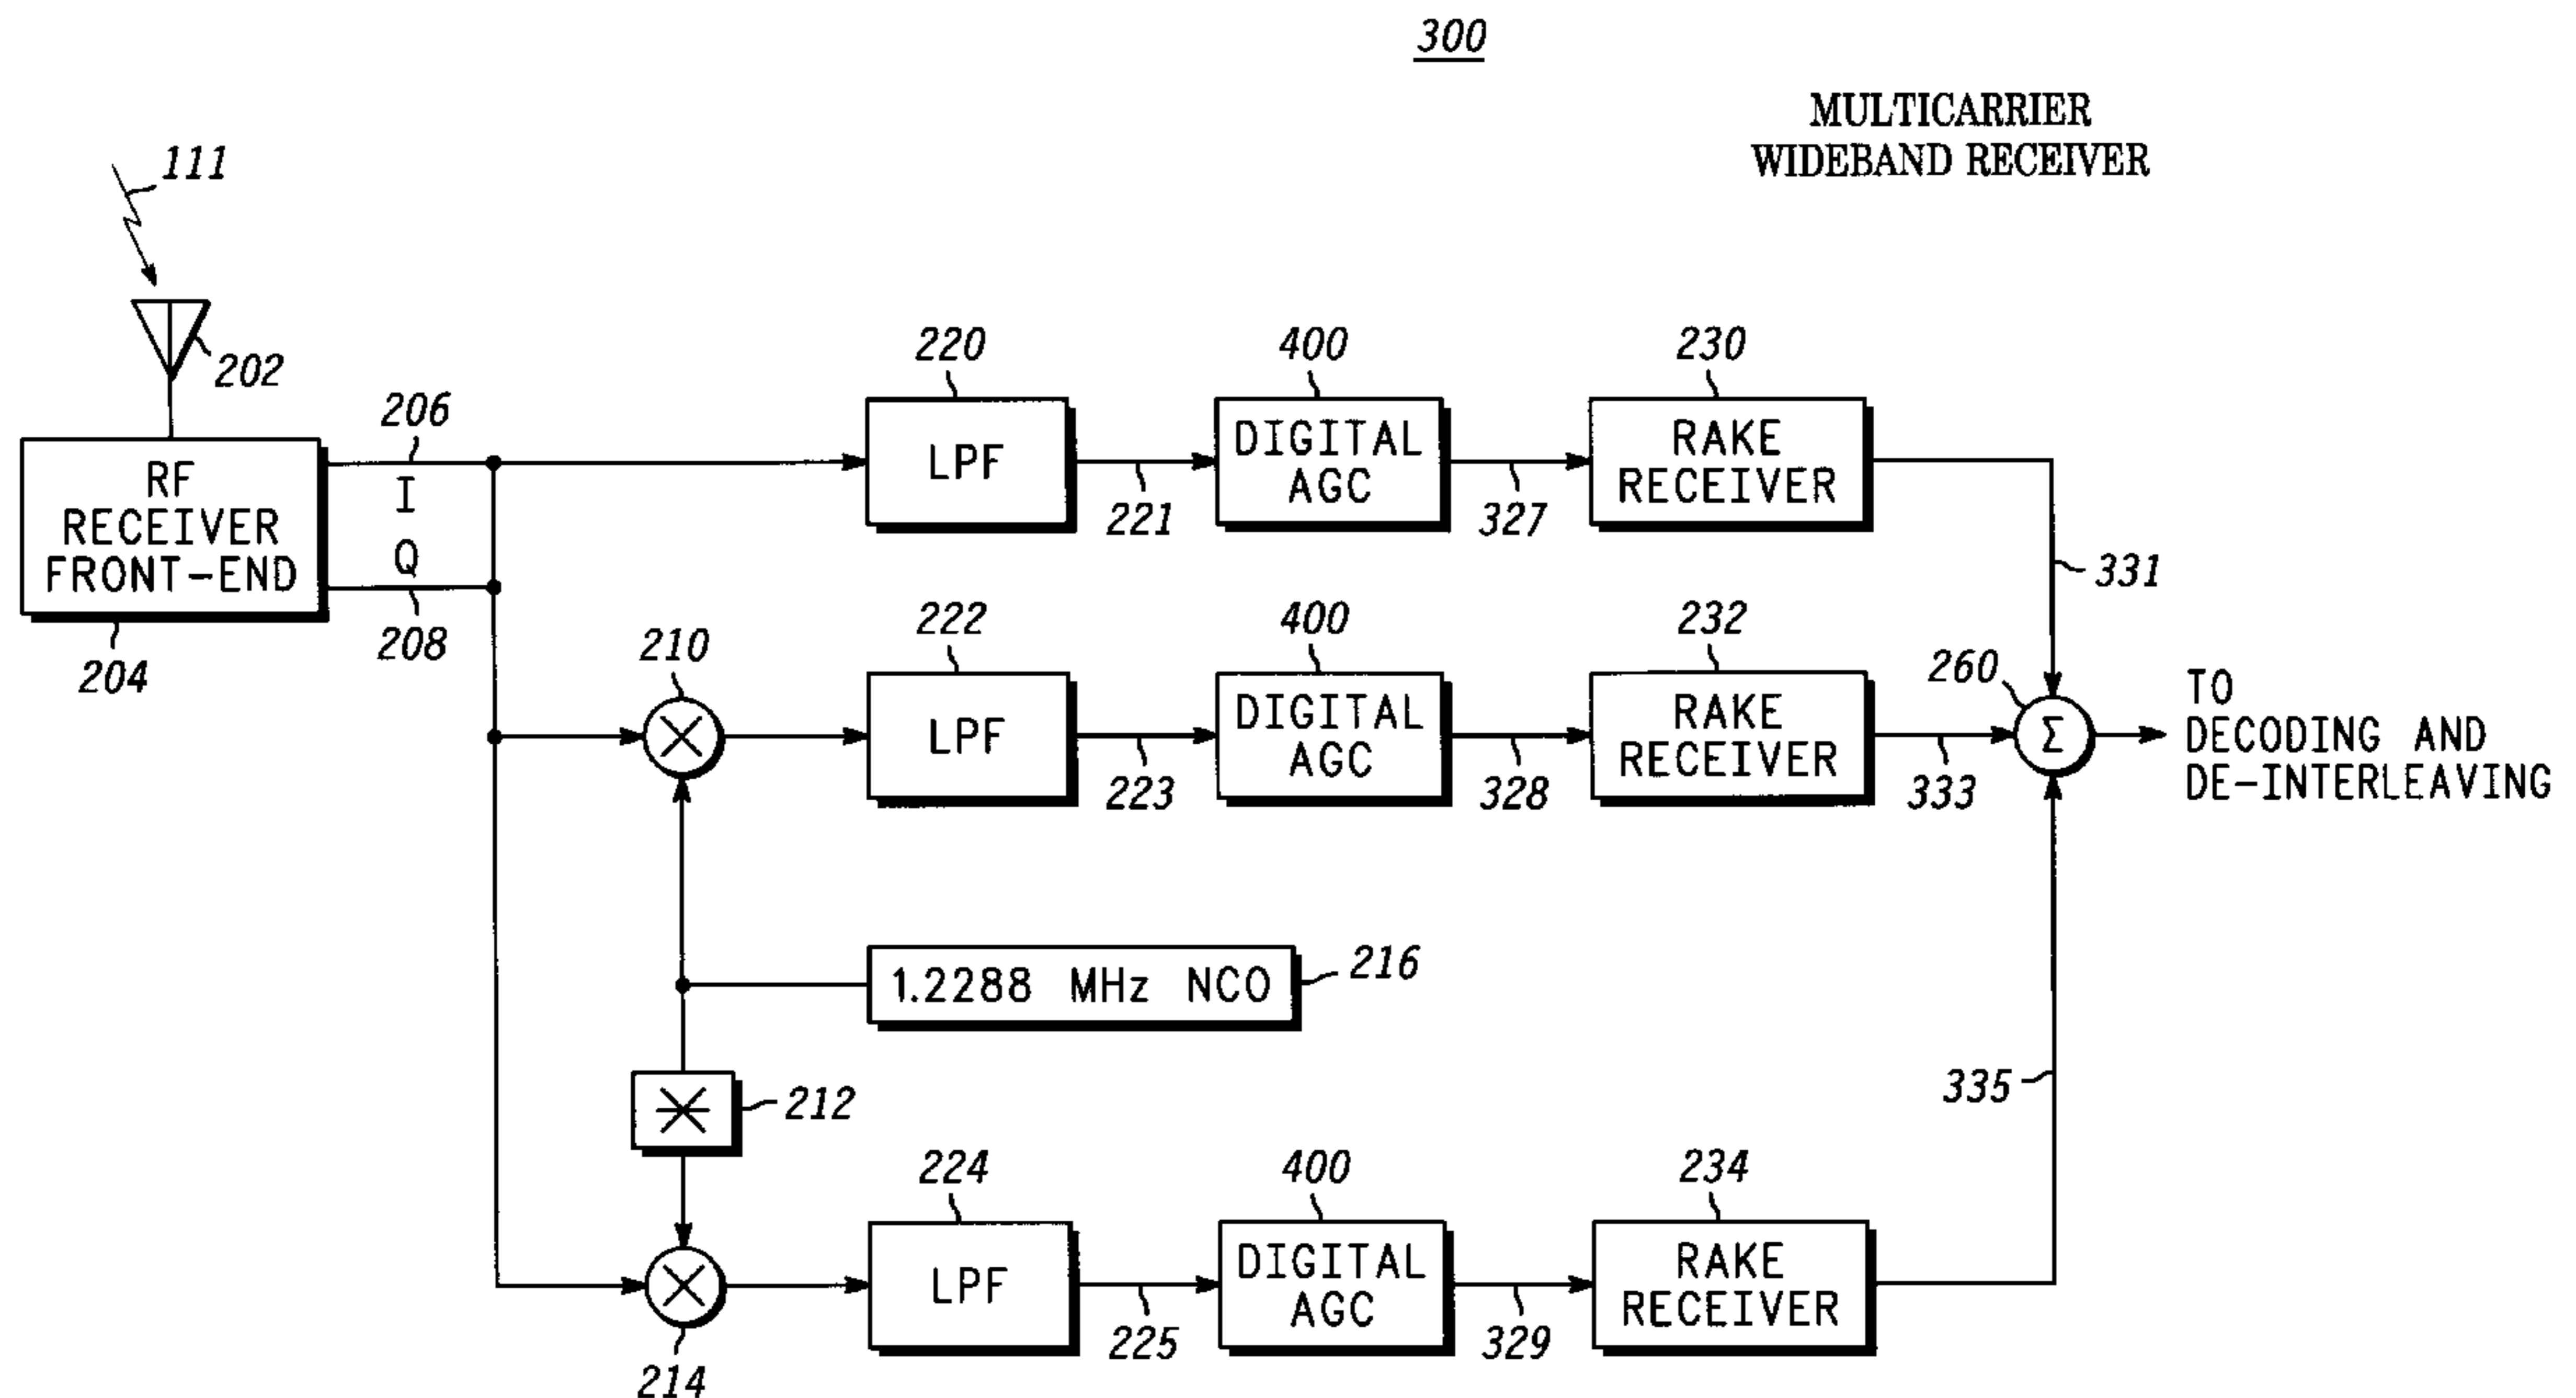 300
MULTICARRIER
WIDEBAND RECEIVER
111
202
RF
RECEIVER
FRONT-END
204
206
I
Q
208
220
LPF
221
400
DIGITAL
AGC
327
230
RAKE
RECEIVER
331
210
222
LPF
223
400
DIGITAL
AGC
328
232
RAKE
RECEIVER
333
260
Σ
TO
DECODING AND
DE-INTERLEAVING
1.2288 MHz NCO
216
212
335
214
224
LPF
225
400
DIGITAL
AGC
329
234
RAKE
RECEIVER